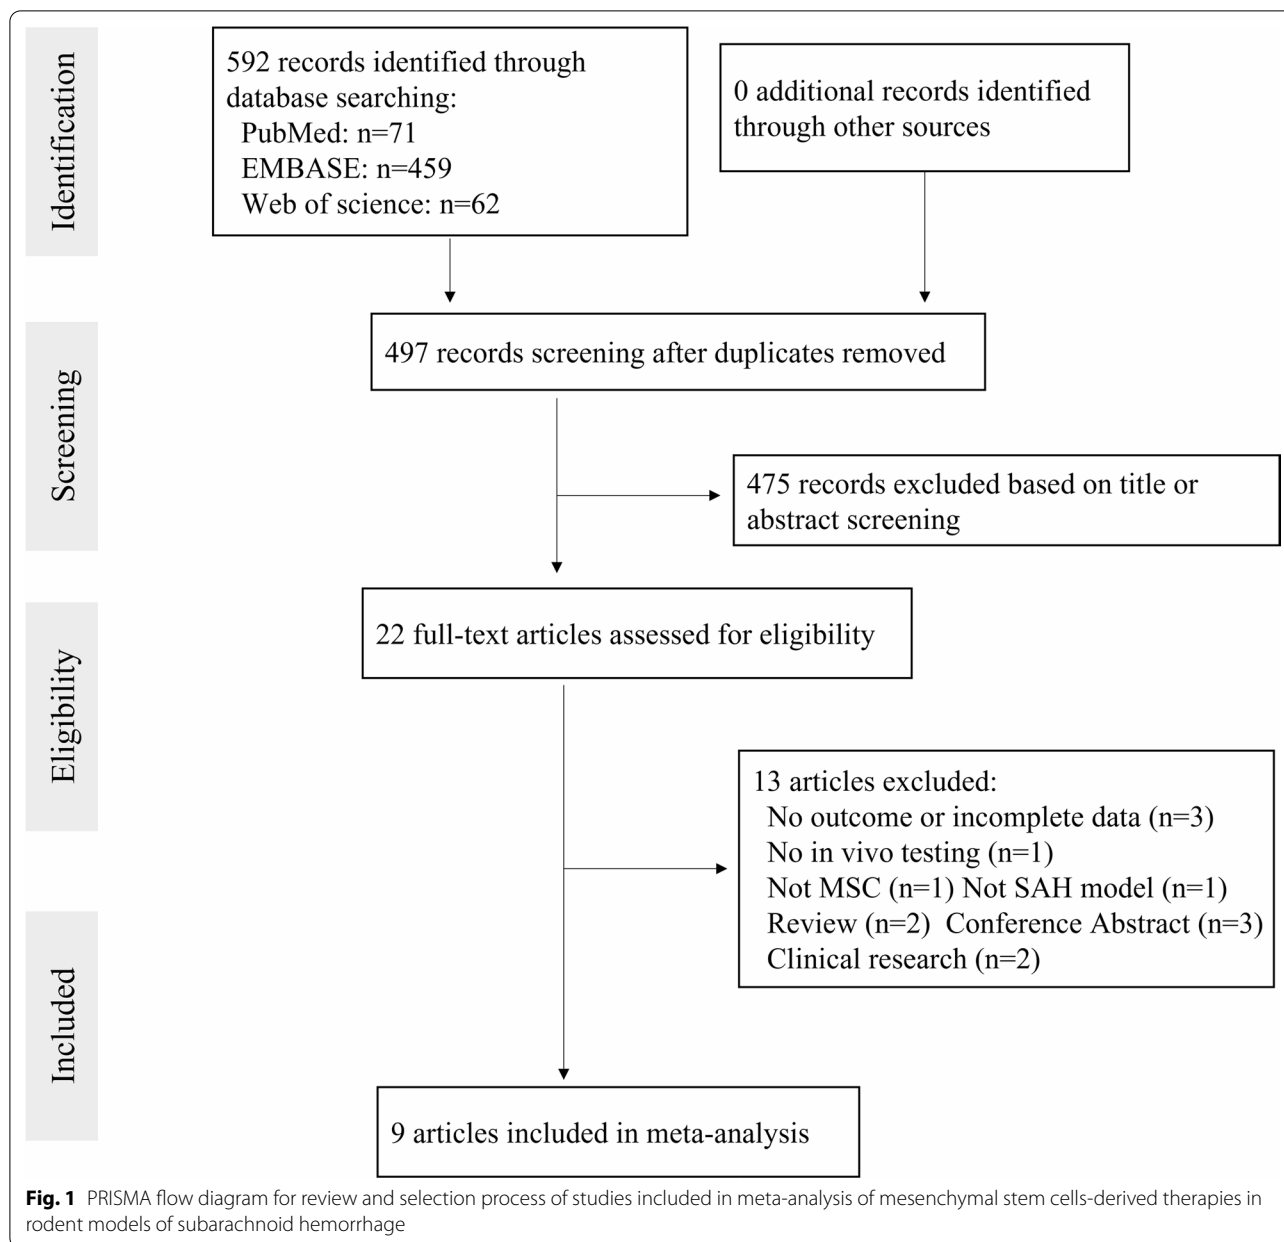 Identification
592 records identified through
database searching:
PubMed: n=71
EMBASE: n=459
Web of science: n=62
0 additional records identified
through other sources
Screening
497 records screening after duplicates removed
475 records excluded based on title or
abstract screening
Eligibility
22 full-text articles assessed for eligibility
13 articles excluded:
No outcome or incomplete data (n=3)
No in vivo testing (n=1)
Not MSC (n=1) Not SAH model (n=1)
Review (n=2) Conference Abstract (n=3)
Clinical research (n=2)
Included
9 articles included in meta-analysis
Fig. 1 PRISMA flow diagram for review and selection process of studies included in meta-analysis of mesenchymal stem cells-derived therapies in
rodent models of subarachnoid hemorrhage